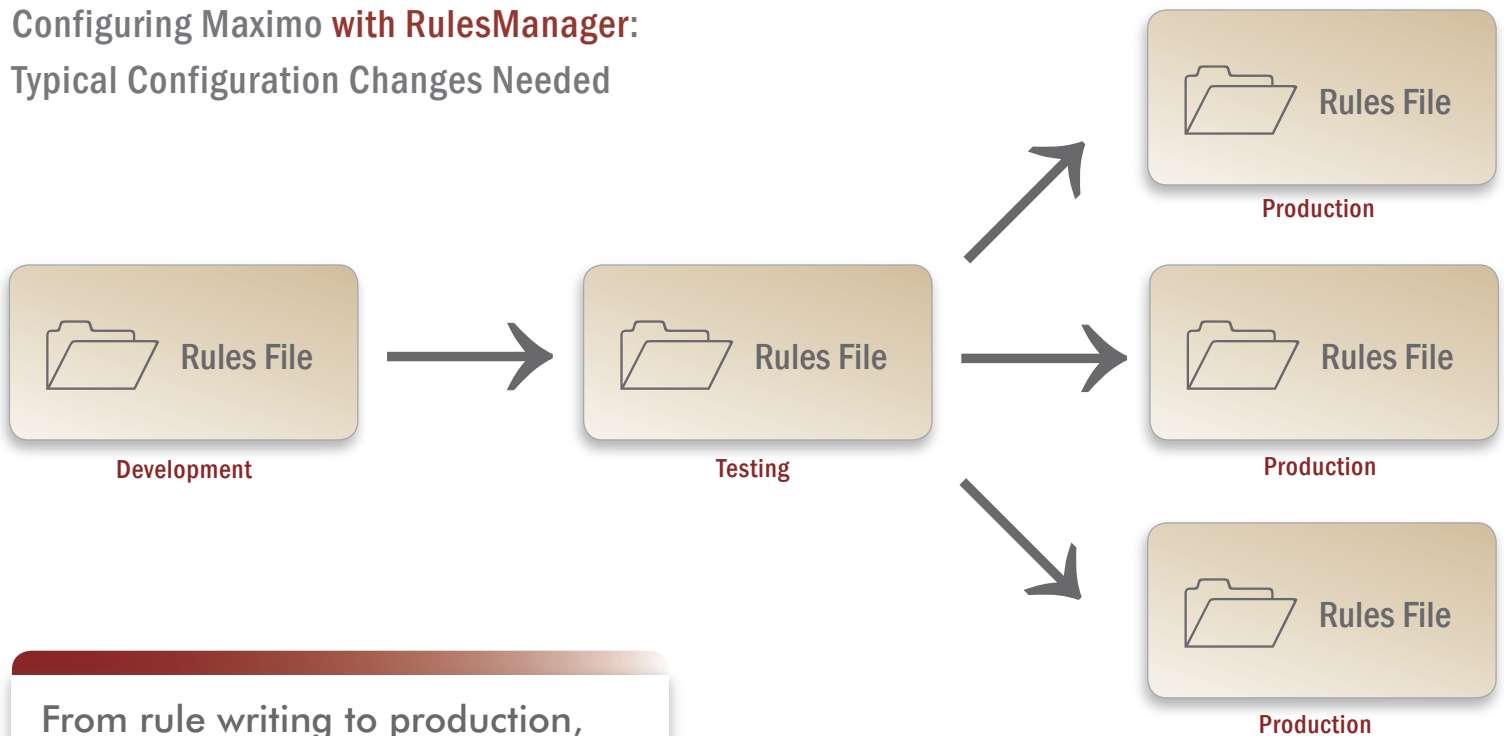 Configuring Maximo with RulesManager:
Typical Configuration Changes Needed
Rules File
Production
Rules File
Development
Rules File
Testing
Rules File
Production
Rules File
Production
From rule writing to production,